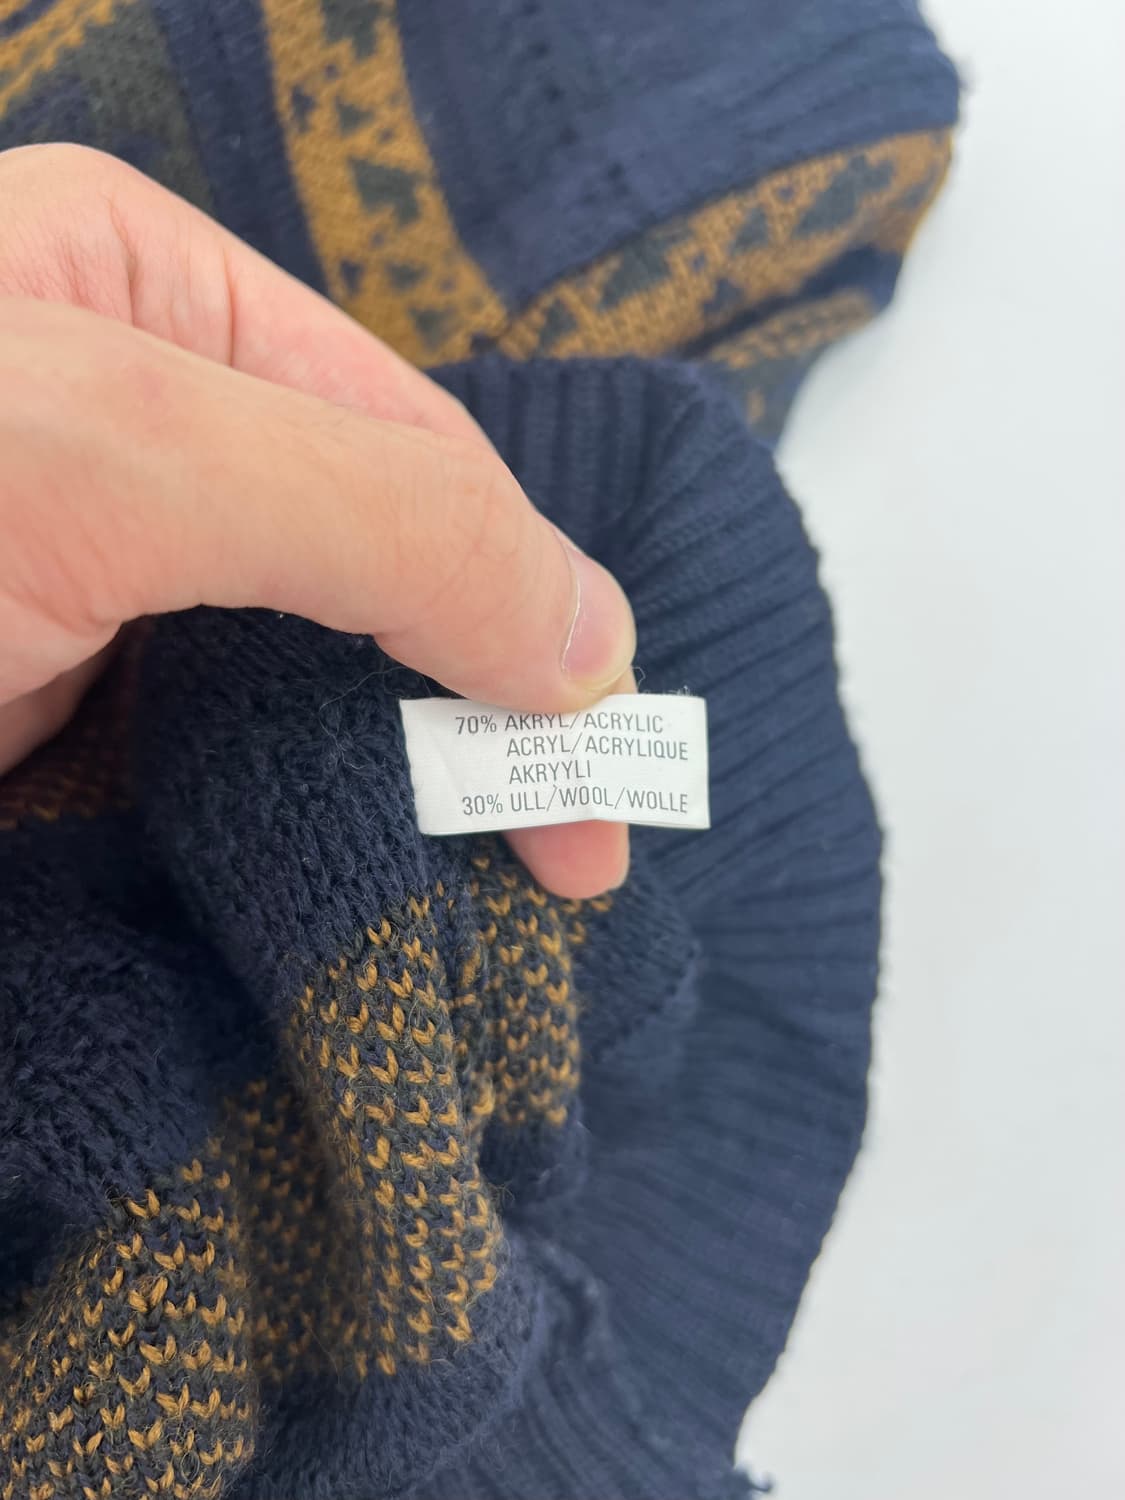 70% AKRYL/ACRYLIC
ACRYL/ACRYLIQUE
AKRYYLI
30% ULL/WOOL/WOLLE